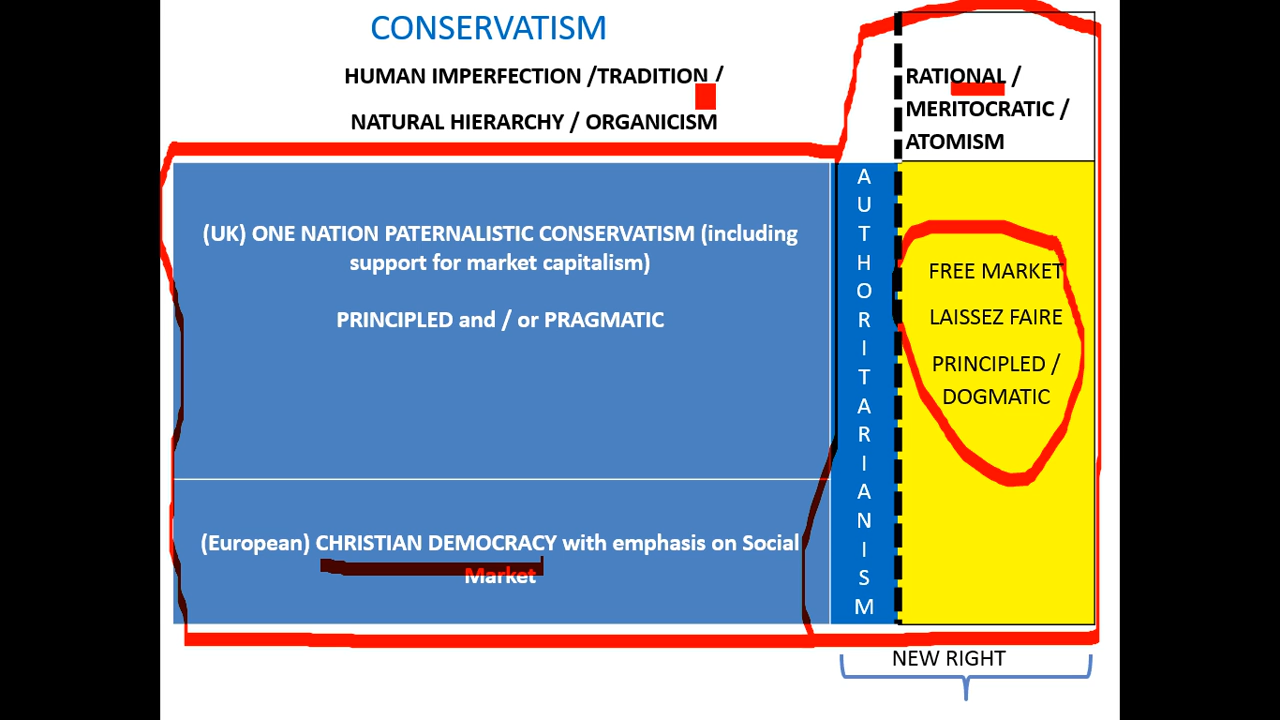 CONSERVATISM
HUMAN IMPERFECTION /TRADITION /
NATURAL HIERARCHY / ORGANICISM
RATIONAL /
MERITOCRATIC /
ATOMISM
(UK) ONE NATION PATERNALISTIC CONSERVATISM (including
support for market capitalism)
PRINCIPLED and / or PRAGMATIC
(European) CHRISTIAN DEMOCRACY with emphasis on Social
Market
A
U
T
H
O
R
I
T
A
R
I
A
N
I
S
M
FREE MARKET
LAISSEZ FAIRE
PRINCIPLED /
DOGMATIC
NEW RIGHT